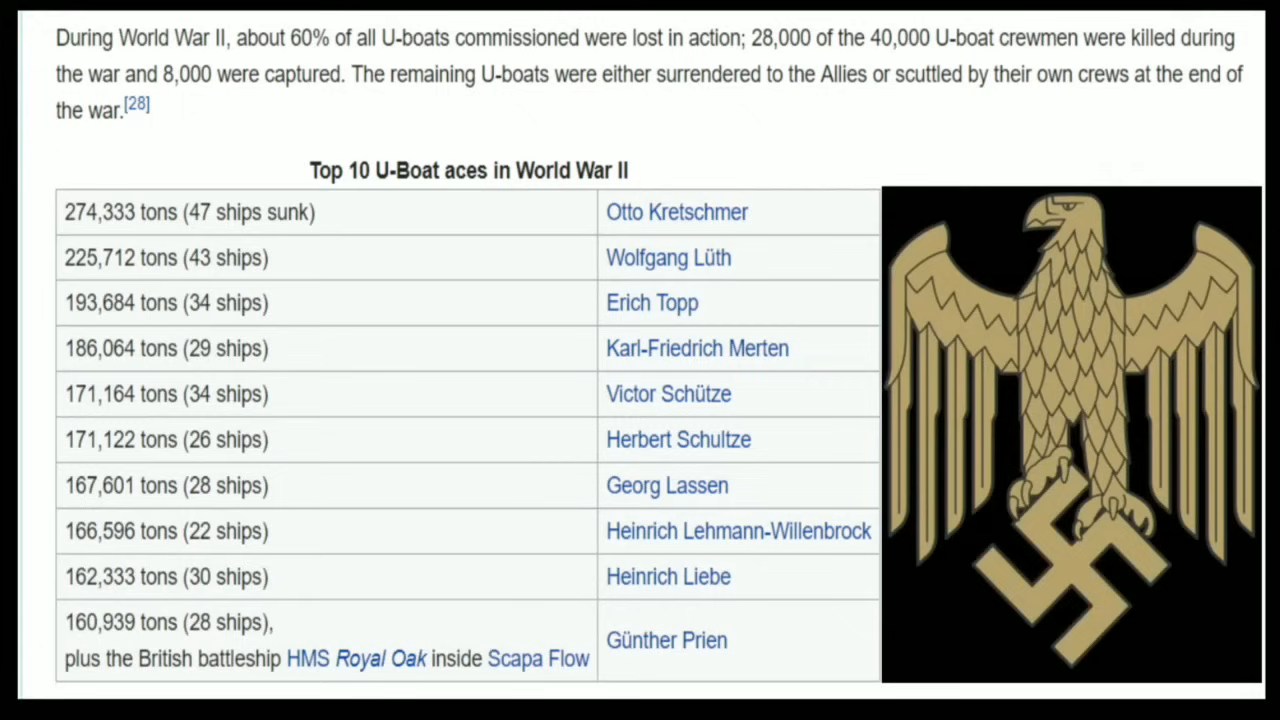 During World War II, about 60% of all U-boats commissioned were lost in action; 28,000 of the 40,000 U-boat crewmen were killed during
the war and 8,000 were captured. The remaining U-boats were either surrendered to the Allies or scuttled by their own crews at the end of
the war.[28]
Top 10 U-Boat aces in World War II
274,333 tons (47 ships sunk) Otto Kretschmer
225,712 tons (43 ships) Wolfgang Lüth
193,684 tons (34 ships) Erich Topp
186,064 tons (29 ships) Karl-Friedrich Merten
171,164 tons (34 ships) Victor Schütze
171,122 tons (26 ships) Herbert Schultze
167,601 tons (28 ships) Georg Lassen
166,596 tons (22 ships) Heinrich Lehmann-Willenbrock
162,333 tons (30 ships) Heinrich Liebe
160,939 tons (28 ships),
plus the British battleship HMS Royal Oak inside Scapa Flow
Günther Prien